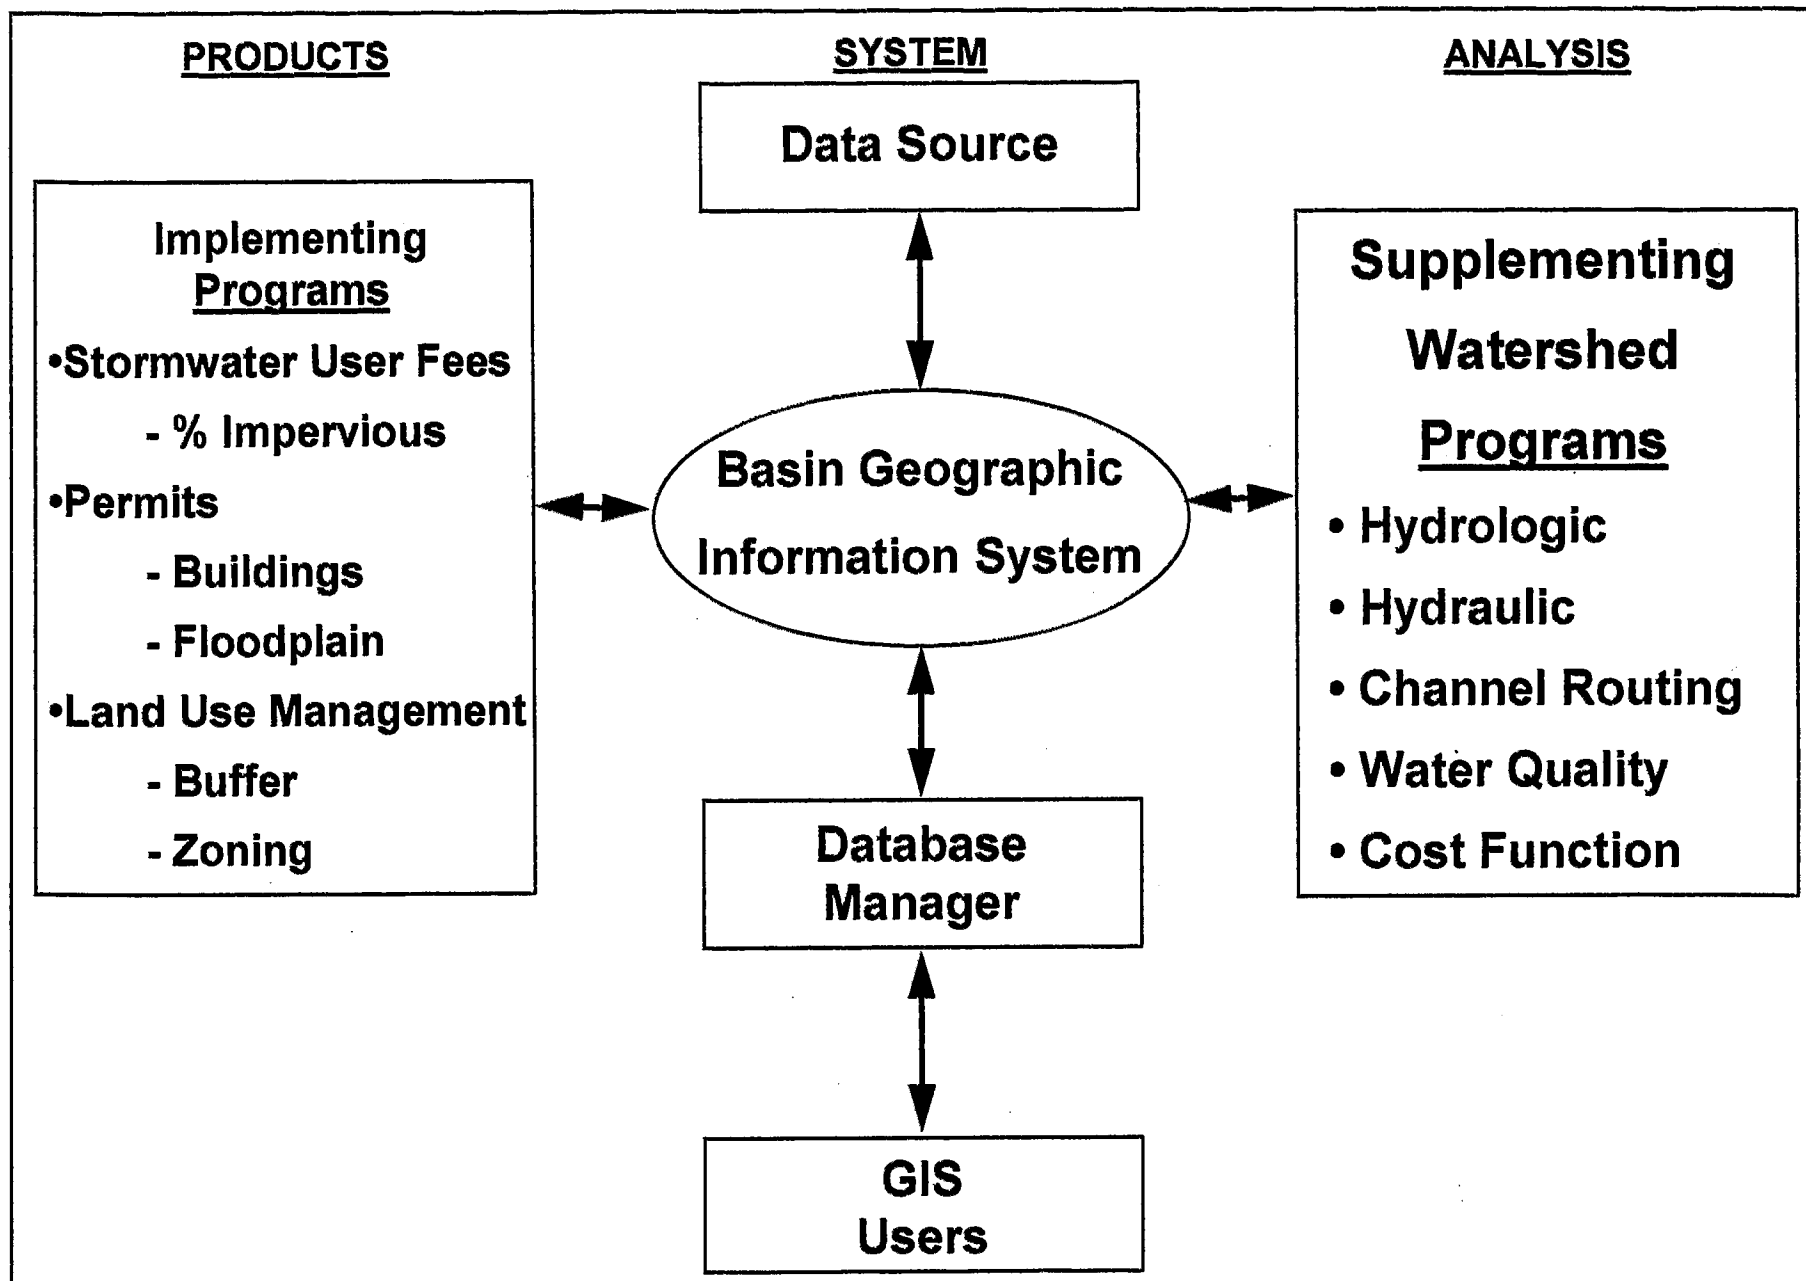 PRODUCTS
SYSTEM
ANALYSIS
Data Source
Implementing
Programs
•Stormwater User Fees
- % Impervious
•Permits
- Buildings
- Floodplain
•Land Use Management
- Buffer
- Zoning
Basin Geographic
Information System
Database
Manager
GIS
Users
Supplementing
Watershed
Programs
• Hydrologic
• Hydraulic
• Channel Routing
• Water Quality
• Cost Function